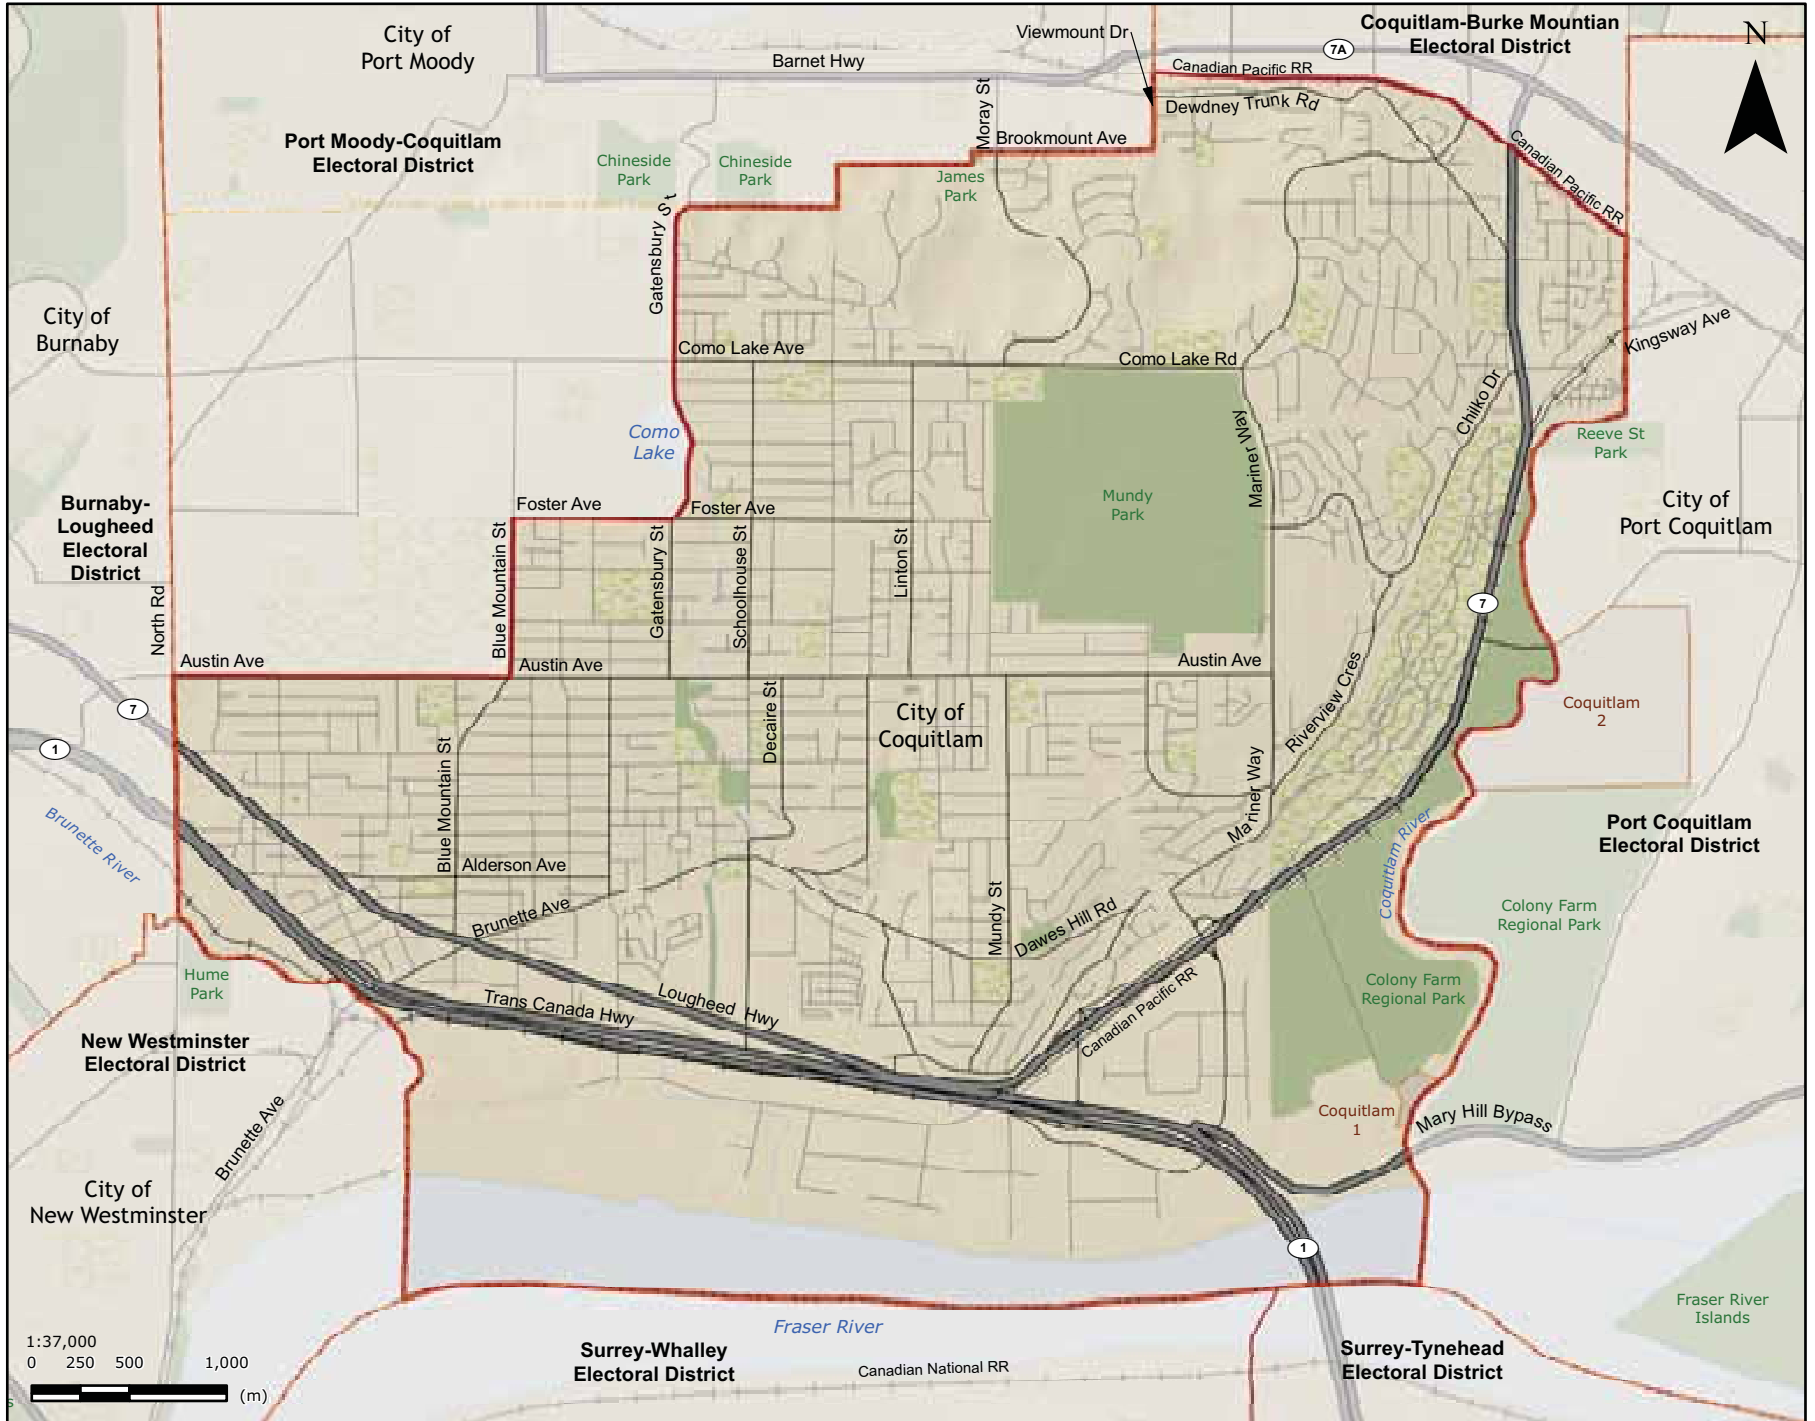 City of
Port Moody
Viewmount Dr
Coquitlam-Burke Mountian
Electoral District
N
7A
Barnet Hwy
Canadian Pacific RR
Moray St
Dewdney Trunk Rd
Port Moody-Coquitlam
Electoral District
Brookmount Ave
Canadian Pacific RR
Chineside
Park
Chineside
Park
James
Park
Gatensbury St
City of
Burnaby
Como Lake Ave
Como Lake Rd
Kingsway Ave
Chilko Dr
Como
Lake
Mariner Way
Reeve St
Park
Burnaby-
Lougheed
Electoral
District
Foster Ave
Foster Ave
Mundy
Park
City of
Port Coquitlam
Blue Mountain St
Gatensbury St
Schoolhouse St
Linton St
North Rd
7
Austin Ave
Austin Ave
Austin Ave
Riverview Cres
Coquitlam
2
7
1
Decaire St
City of
Coquitlam
Blue Mountain St
Mariner Way
Brunette River
Port Coquitlam
Electoral District
Alderson Ave
Coquitlam River
Brunette Ave
Mundy St
Dawes Hill Rd
Colony Farm
Regional Park
Hume
Park
Colony Farm
Regional Park
Trans Canada Hwy
Lougheed Hwy
Canadian Pacific RR
New Westminster
Electoral District
Brunette Ave
Coquitlam
1
Mary Hill Bypass
City of
New Westminster
1
Fraser River
Islands
Fraser River
1:37,000
0 250 500 1,000
(m)
Surrey-Whalley
Electoral District
Canadian National RR
Surrey-Tynehead
Electoral District